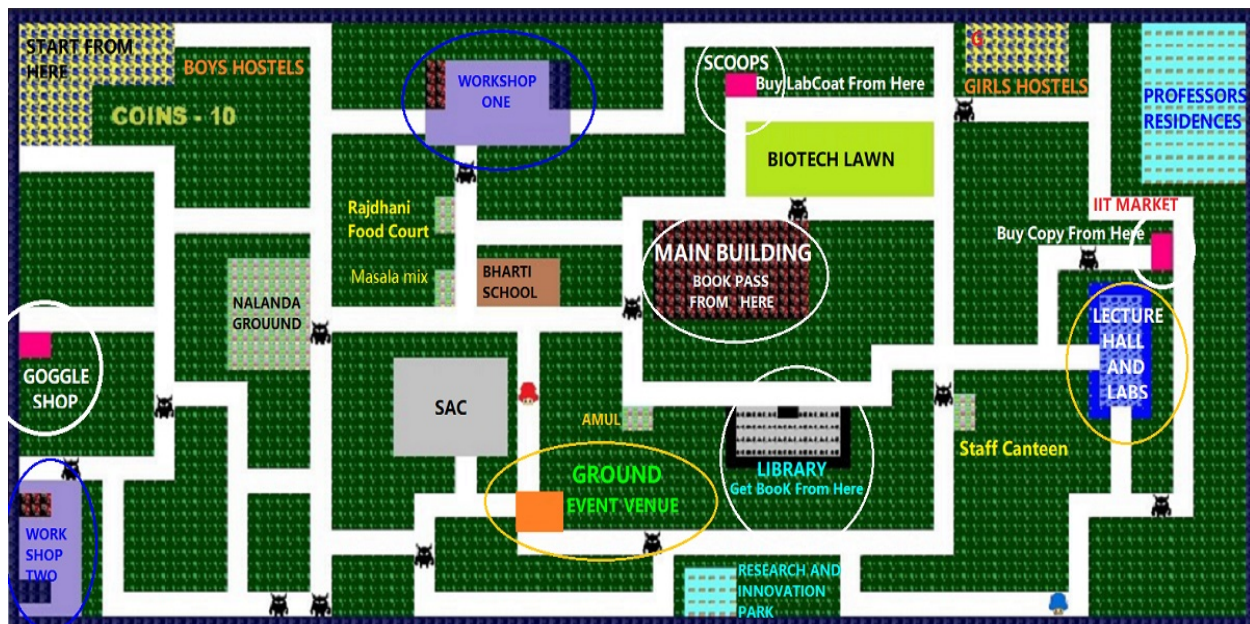 START FROM
HERE
BOYS HOSTELS
COINS - 10
WORKSHOP
ONE
SCOOPS
Buy LabCoat From Here
G
GIRLS HOSTELS
PROFESSORS
RESIDENCES
BIOTECH LAWN
Rajdhani
Food Court
IIT MARKET
Buy Copy From Here
MAIN BUILDING
BOOK PASS
FROM HERE
Masala mix
BHARTI
SCHOOL
NALANDA
GROUUND
LECTURE
HALL
AND
LABS
GOGGLE
SHOP
SAC
AMUL
Staff Canteen
GROUND
EVENT VENUE
LIBRARY
Get BooK From Here
WORK
SHOP
TWO
RESEARCH AND
INNOVATION
PARK